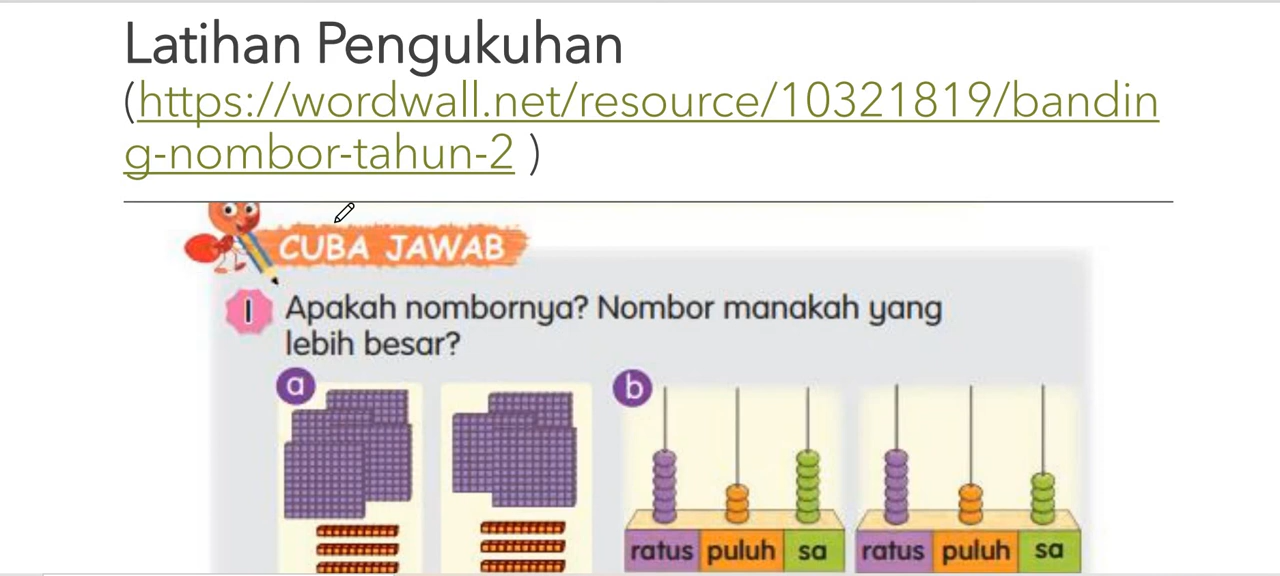 Latihan Pengukuhan
(https://wordwall.net/resource/10321819/bandin
g-nombor-tahun-2 )
CUBA JAWAB
1 Apakah nombornya? Nombor manakah yang
lebih besar?
a b
ratus puluh sa ratus puluh sa